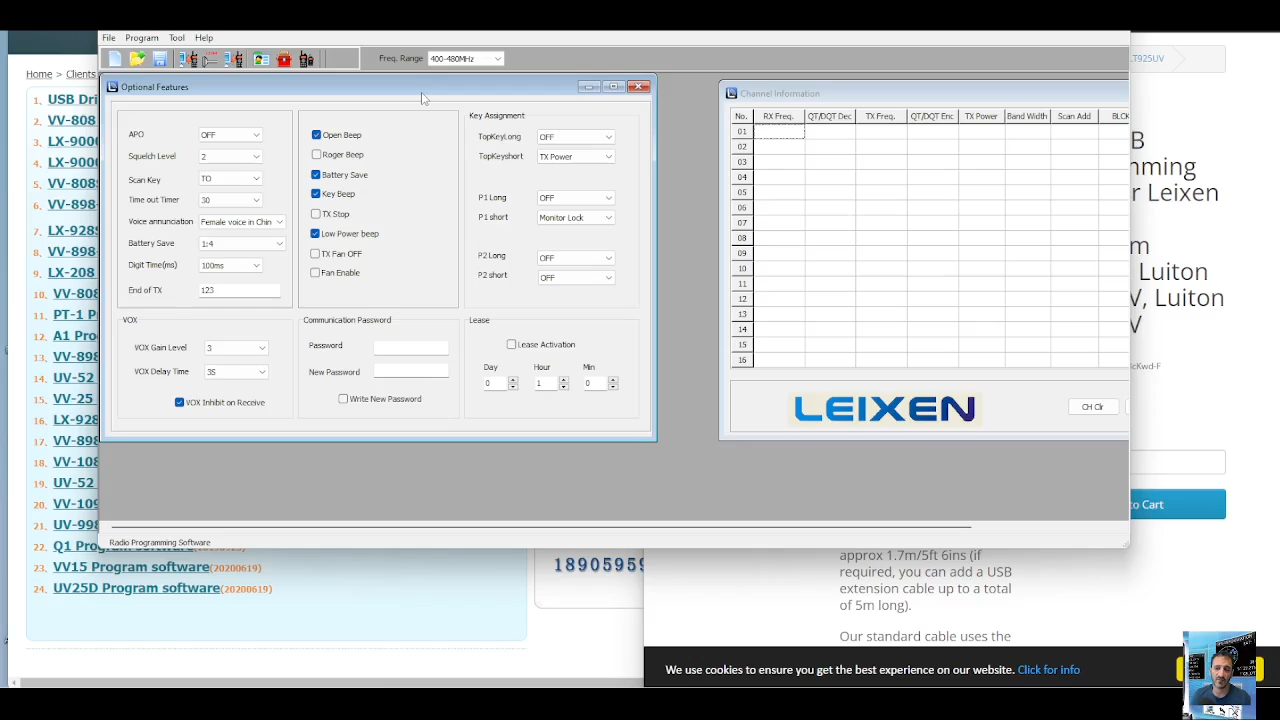 File Program Tool Help
Freq. Range 400-480MHz
Home > Clients
T925UV
Optional Features
APO OFF
Squelch Level 2
Scan Key TO
Time out Timer 30
Voice annunciation Female voice in Chin
Battery Save 1:4
Digit Time(ms) 100ms
End of TX 123
Open Beep
Roger Beep
Battery Save
Key Beep
TX Stop
Low Power beep
TX Fan OFF
Fan Enable
Key Assignment
TopKeyLong OFF
TopKeyshort TX Power
P1 Long OFF
P1 short Monitor Lock
P2 Long OFF
P2 short OFF
VOX
VOX Gain Level 3
VOX Delay Time 3S
VOX Inhibit on Receive
Communication Password
Password
New Password
Write New Password
Lease
Lease Activation
Day Hour Min
0 1 0
Channel Information
No. RX Freq. QT/DQT Dec TX Freq. QT/DQT Enc TX Power Band Width Scan Add BLCK
01
02
03
04
05
06
07
08
09
10
11
12
13
14
15
16
LEIXEN
CH Clr
Radio Programming Software
1. USB Dri
2. VV-808
3. LX-9000
4. LX-9000
5. VV-808S
6. VV-898
7. LX-928S
8. VV-898
9. LX-208
10. VV-808
11. PT-1 P
12. A1 Pro
13. VV-898
14. UV-52
15. VV-25
16. LX-928
17. VV-898
18. VV-108
19. UV-52
20. VV-109
21. UV-998
22. Q1 Program software
23. VV15 Program software(20200619)
24. UV25D Program software(20200619)
1890595
B
mming
r Leixen
m
Luiton
V, Luiton
V
cKwd-F
to Cart
approx 1.7m/5ft 6ins (if
required, you can add a USB
extension cable up to a total
of 5m long).
Our standard cable uses the
We use cookies to ensure you get the best experience on our website. Click for info